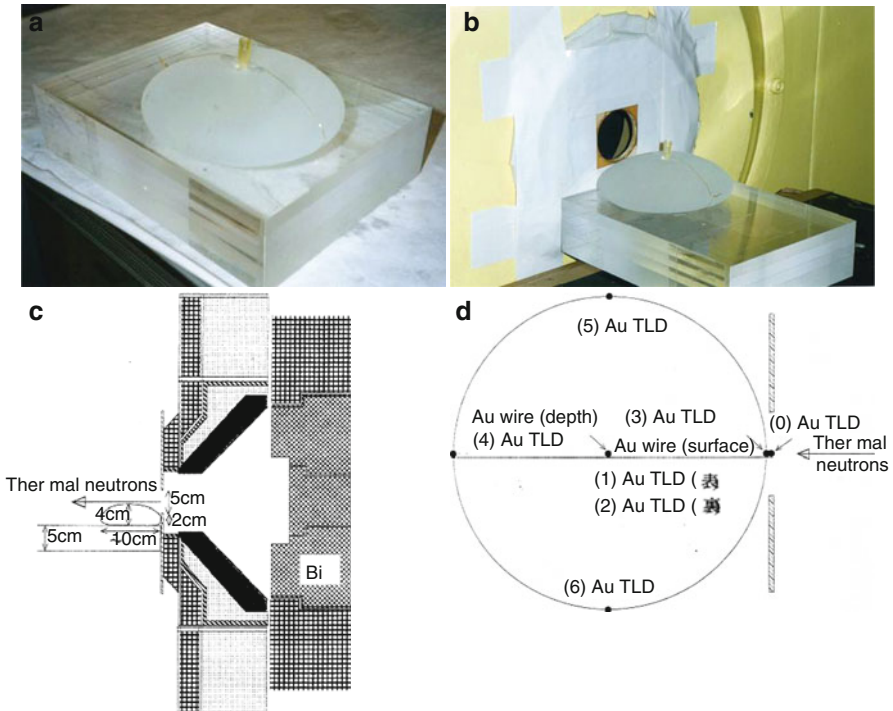 a
b
c
Thermal neutrons
5cm
4cm
2cm
5cm
10cm
Bi
d
(5) Au TLD
Au wire (depth)
(3) Au TLD
(0) Au TLD
(4) Au TLD
Au wire (surface)
Ther mal
neutrons
(1) Au TLD ( 表
(2) Au TLD ( 裏
(6) Au TLD